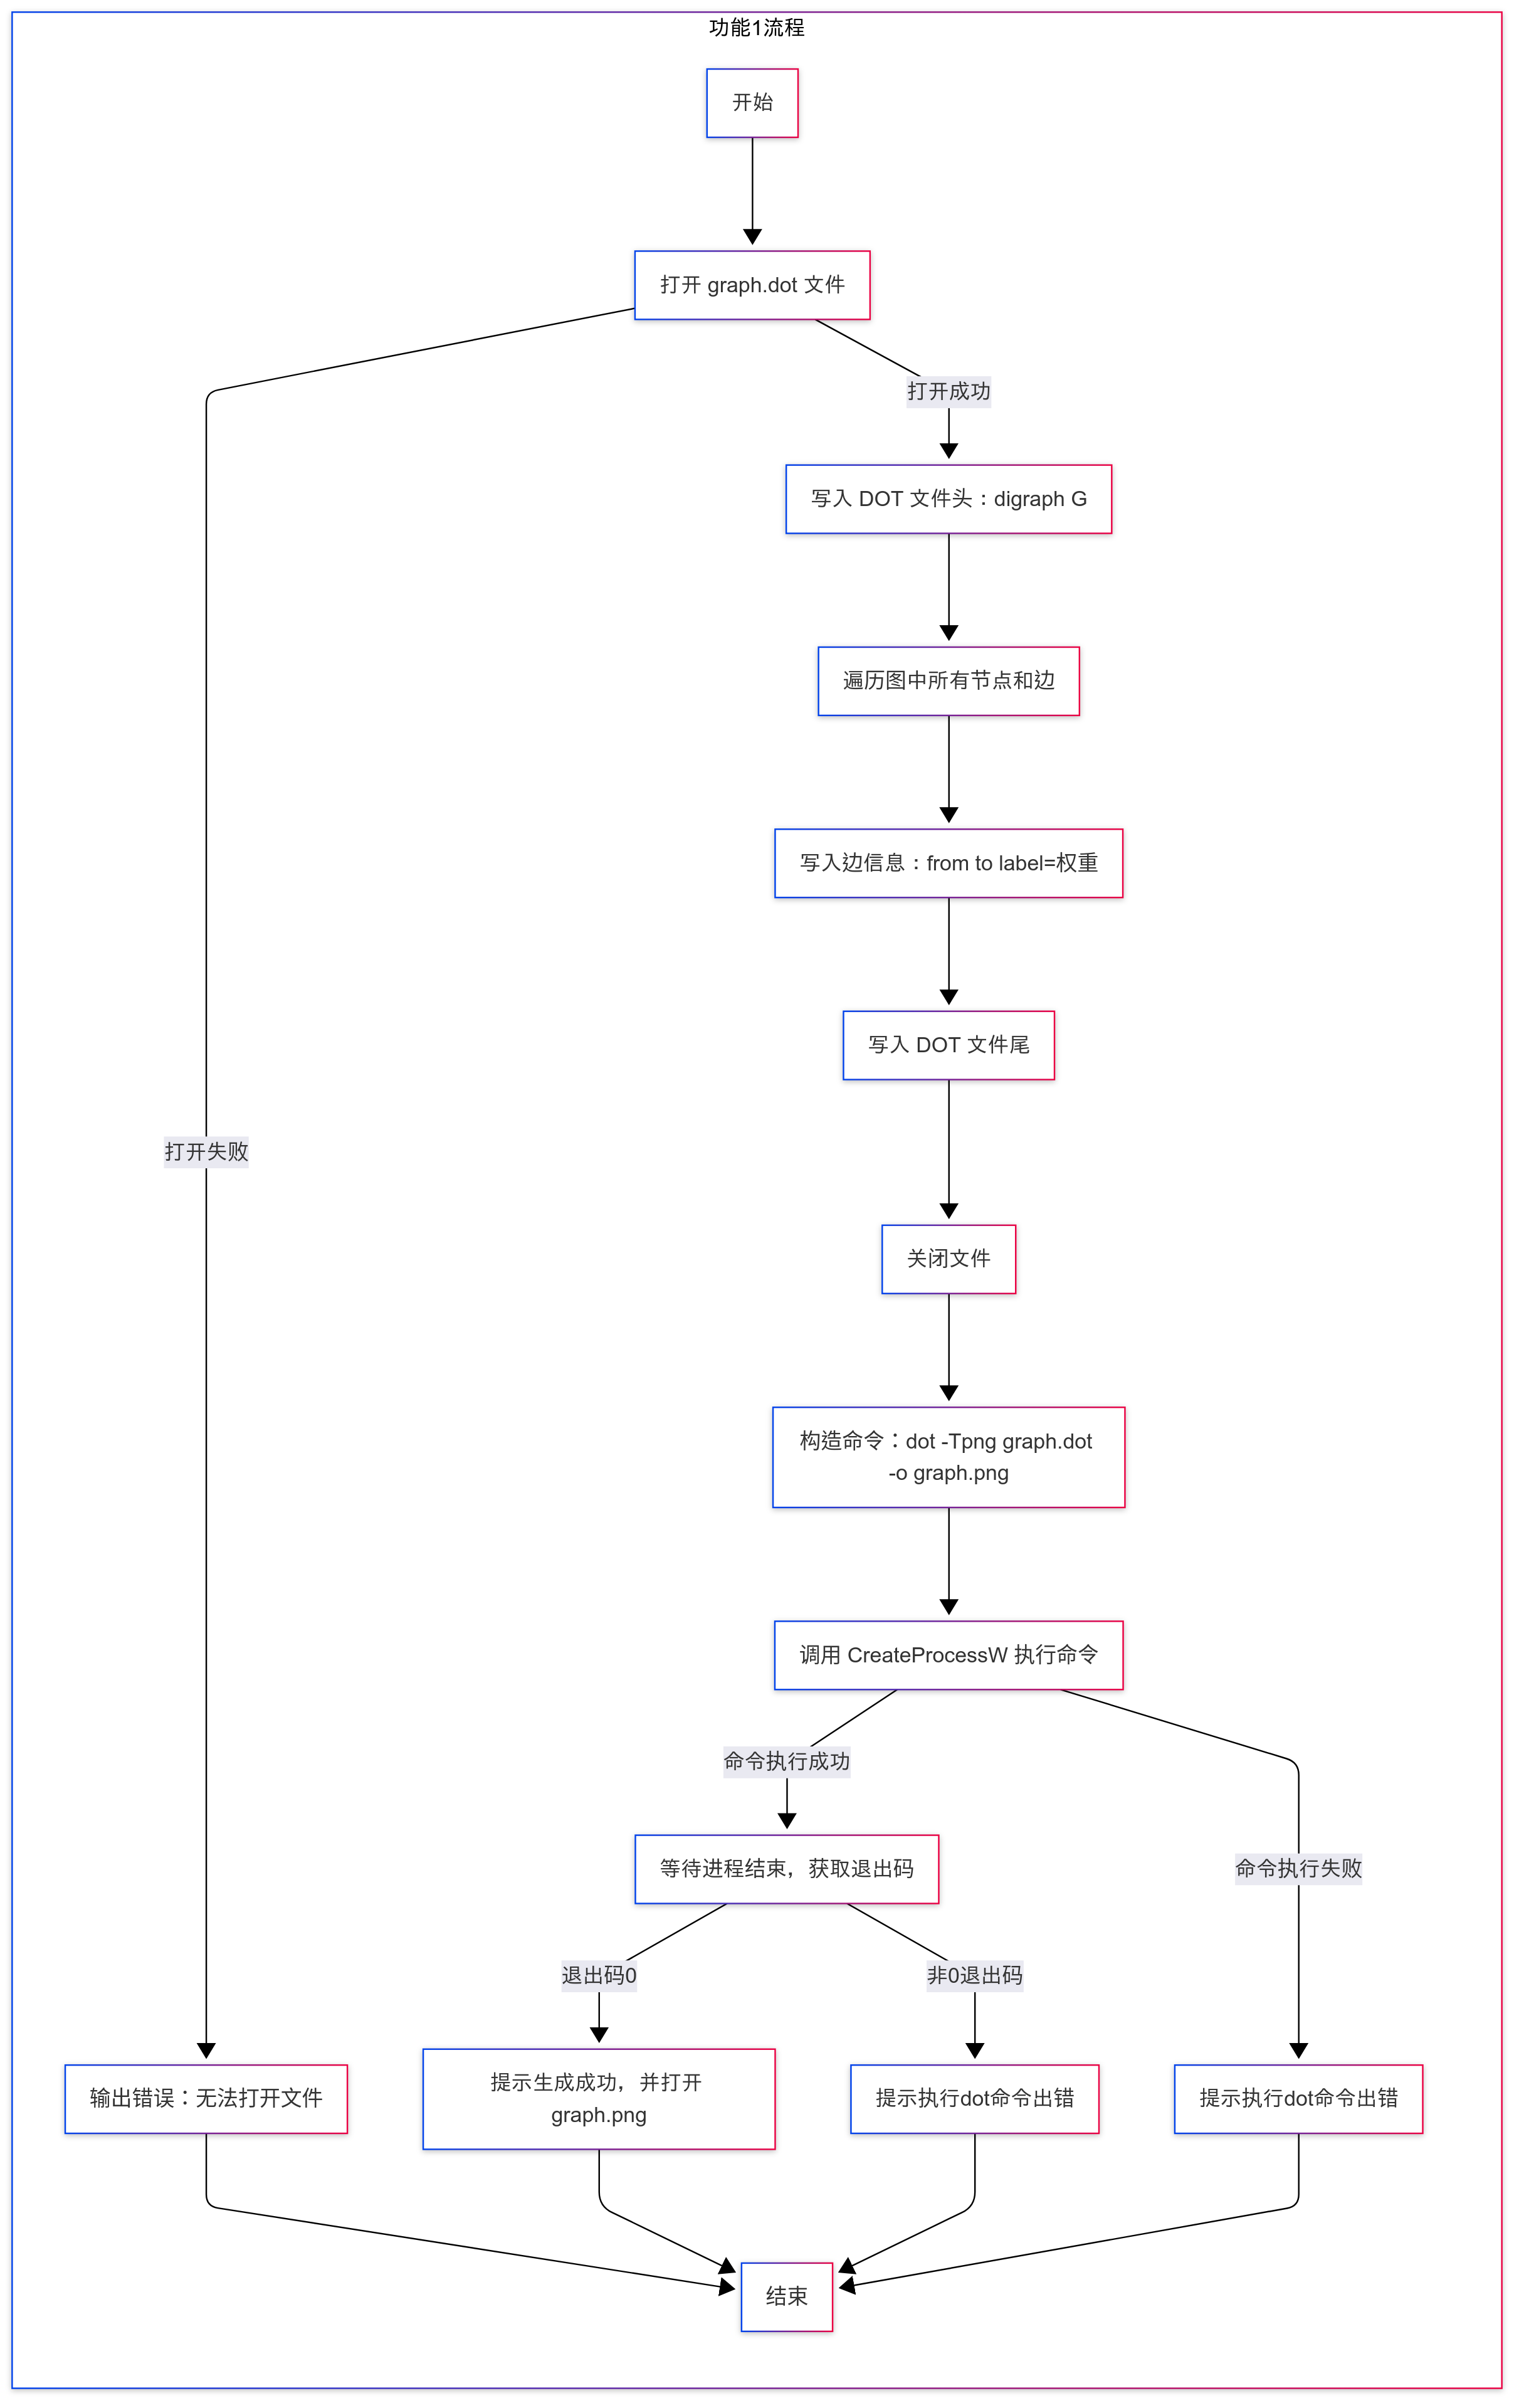 功能1流程
开始
打开 graph.dot 文件
打开成功
写入 DOT 文件头：digraph G
遍历图中所有节点和边
写入边信息：from to label=权重
写入 DOT 文件尾
打开失败
关闭文件
构造命令：dot -Tpng graph.dot
-o graph.png
调用 CreateProcessW 执行命令
命令执行成功
等待进程结束，获取退出码
命令执行失败
退出码0
非0退出码
输出错误：无法打开文件
提示生成成功，并打开
graph.png
提示执行dot命令出错
提示执行dot命令出错
结束